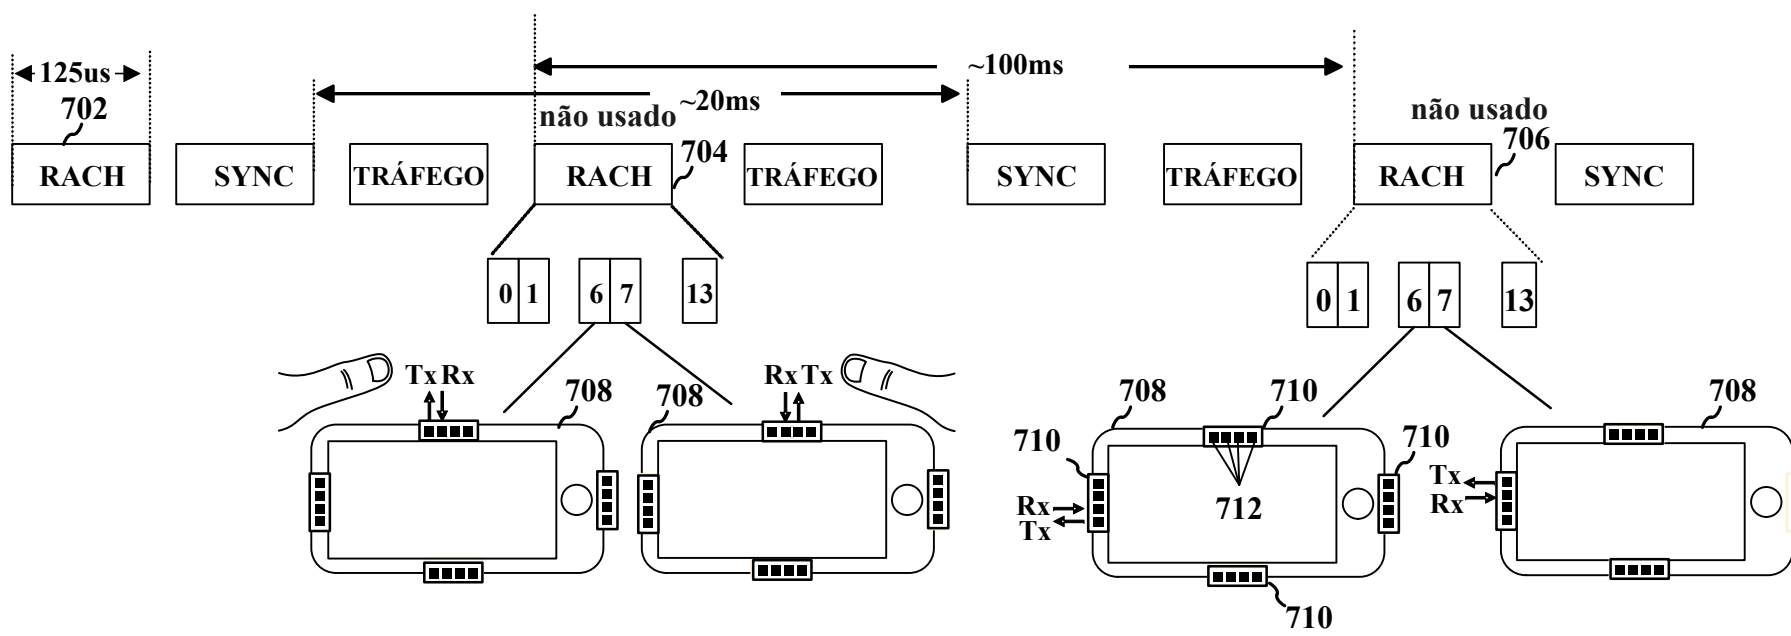 125us
~100ms
~20ms
702
não usado
704
não usado
706
RACH
SYNC
TRÁFEGO
RACH
TRÁFEGO
SYNC
TRÁFEGO
RACH
SYNC
0 1 6 7 13
0 1 6 7 13
Tx Rx
708
708
Rx Tx
708
710
708
710
710
Rx
Tx
712
Tx
Rx
710